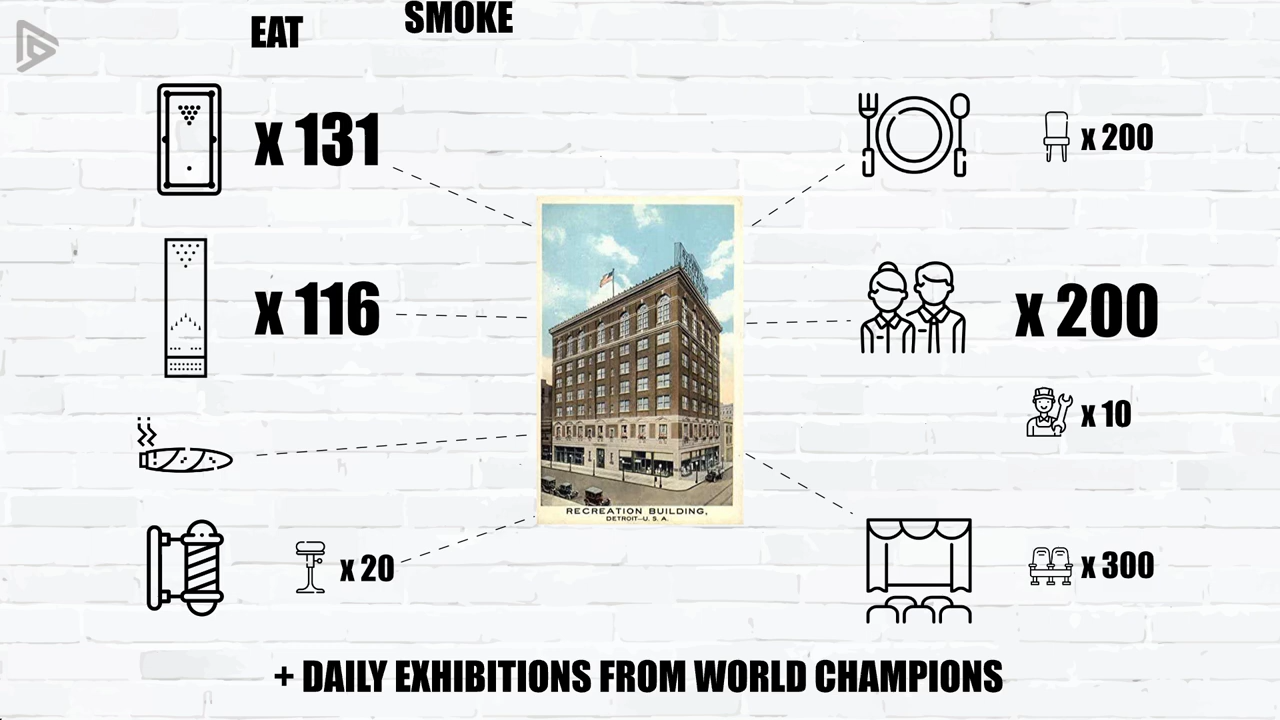 EAT
SMOKE
x 131
x 200
x 116
x 200
x 10
x 20
x 300
RECREATION BUILDING,
DETROIT—U. S. A.
+ DAILY EXHIBITIONS FROM WORLD CHAMPIONS